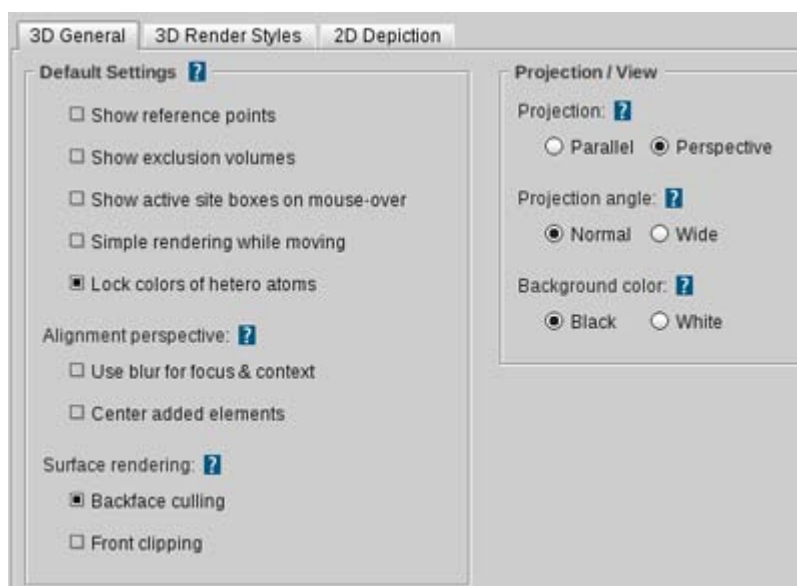 3D General 3D Render Styles 2D Depiction
Default Settings ?
Show reference points
Show exclusion volumes
Show active site boxes on mouse-over
Simple rendering while moving
Lock colors of hetero atoms
Alignment perspective: ?
Use blur for focus & context
Center added elements
Surface rendering: ?
Backface culling
Front clipping
Projection / View
Projection: ?
Parallel Perspective
Projection angle: ?
Normal Wide
Background color: ?
Black White